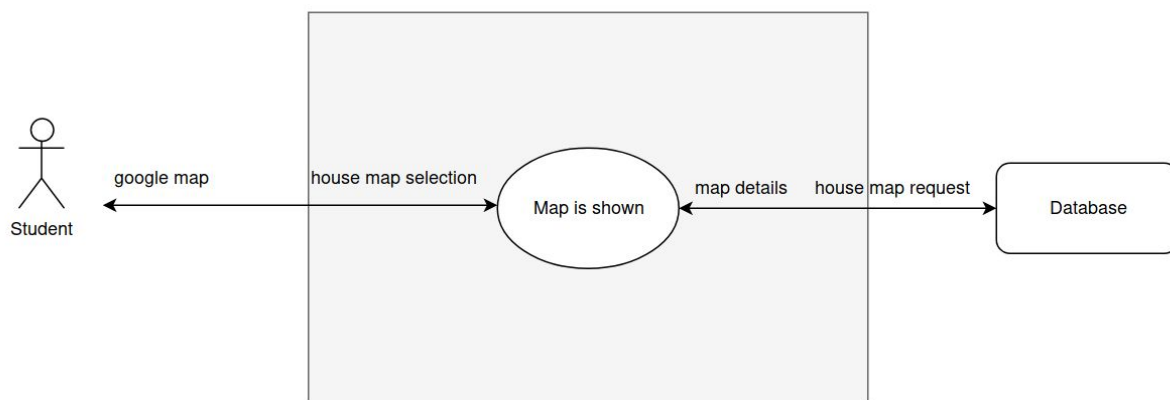 google map
house map selection
Map is shown
map details
house map request
Database
Student